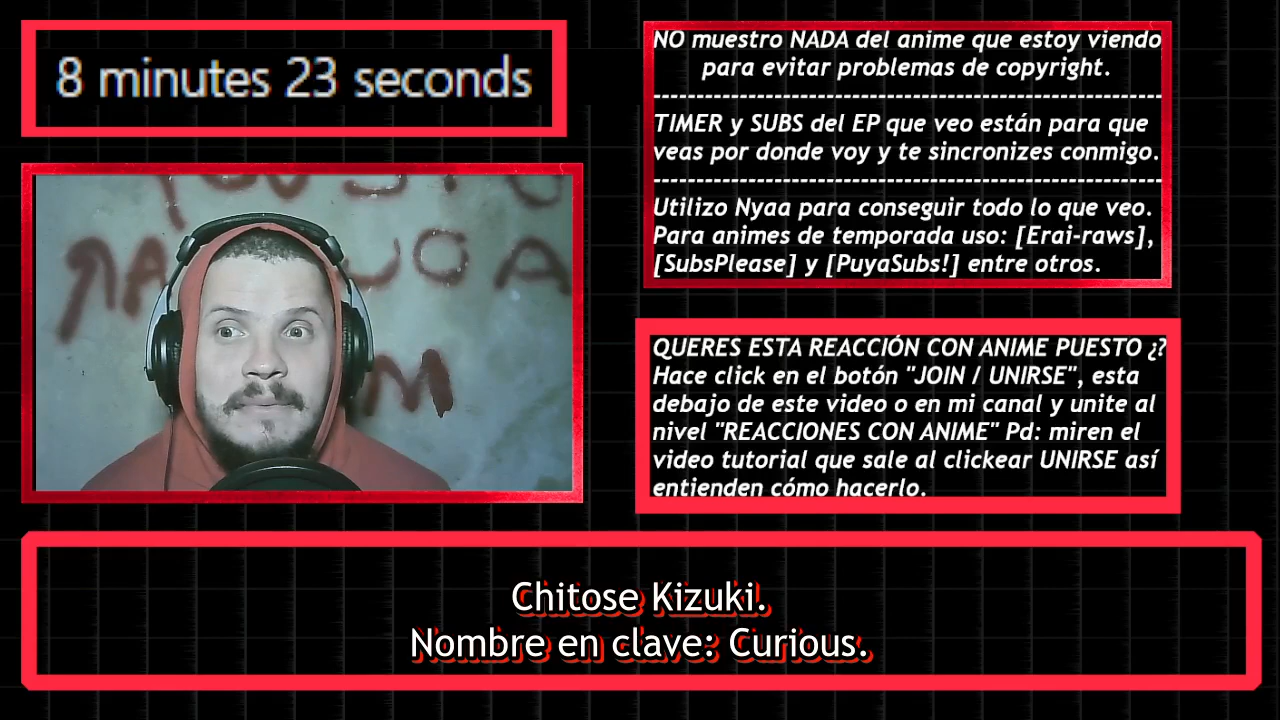 8 minutes 23 seconds
NO muestro NADA del anime que estoy viendo
para evitar problemas de copyright.
---------------------------------------------------------------
TIMER y SUBS del EP que veo están para que
veas por donde voy y te sincronizes conmigo.
---------------------------------------------------------------
Utilizo Nyaa para conseguir todo lo que veo.
Para animes de temporada uso: [Erai-raws],
[SubsPlease] y [PuyaSubs!] entre otros.
QUERES ESTA REACCIÓN CON ANIME PUESTO ¿?
Hace click en el botón "JOIN / UNIRSE", esta
debajo de este video o en mi canal y unite al
nivel "REACCIONES CON ANIME" Pd: miren el
video tutorial que sale al clickear UNIRSE así
entienden cómo hacerlo.
Chitose Kizuki.
Nombre en clave: Curious.